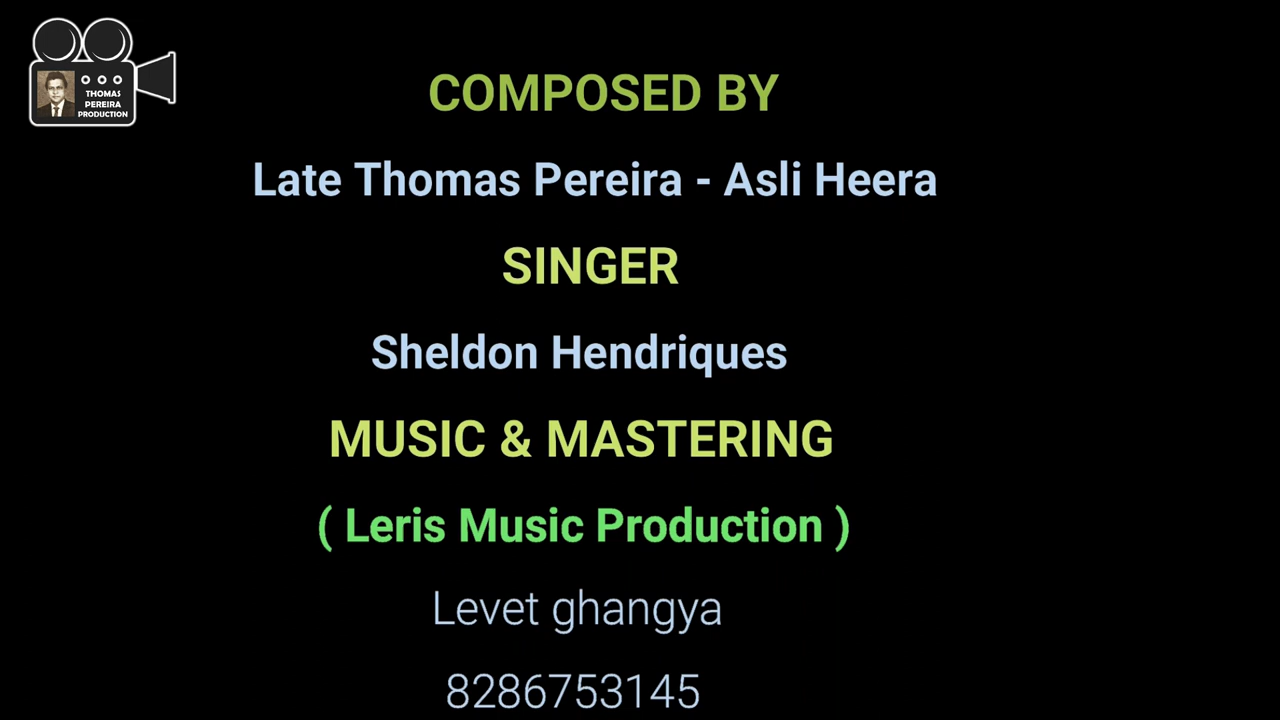 THOMAS
PEREIRA
PRODUCTION
COMPOSED BY
Late Thomas Pereira - Asli Heera
SINGER
Sheldon Hendriques
MUSIC & MASTERING
( Leris Music Production )
Levet ghangya
8286753145